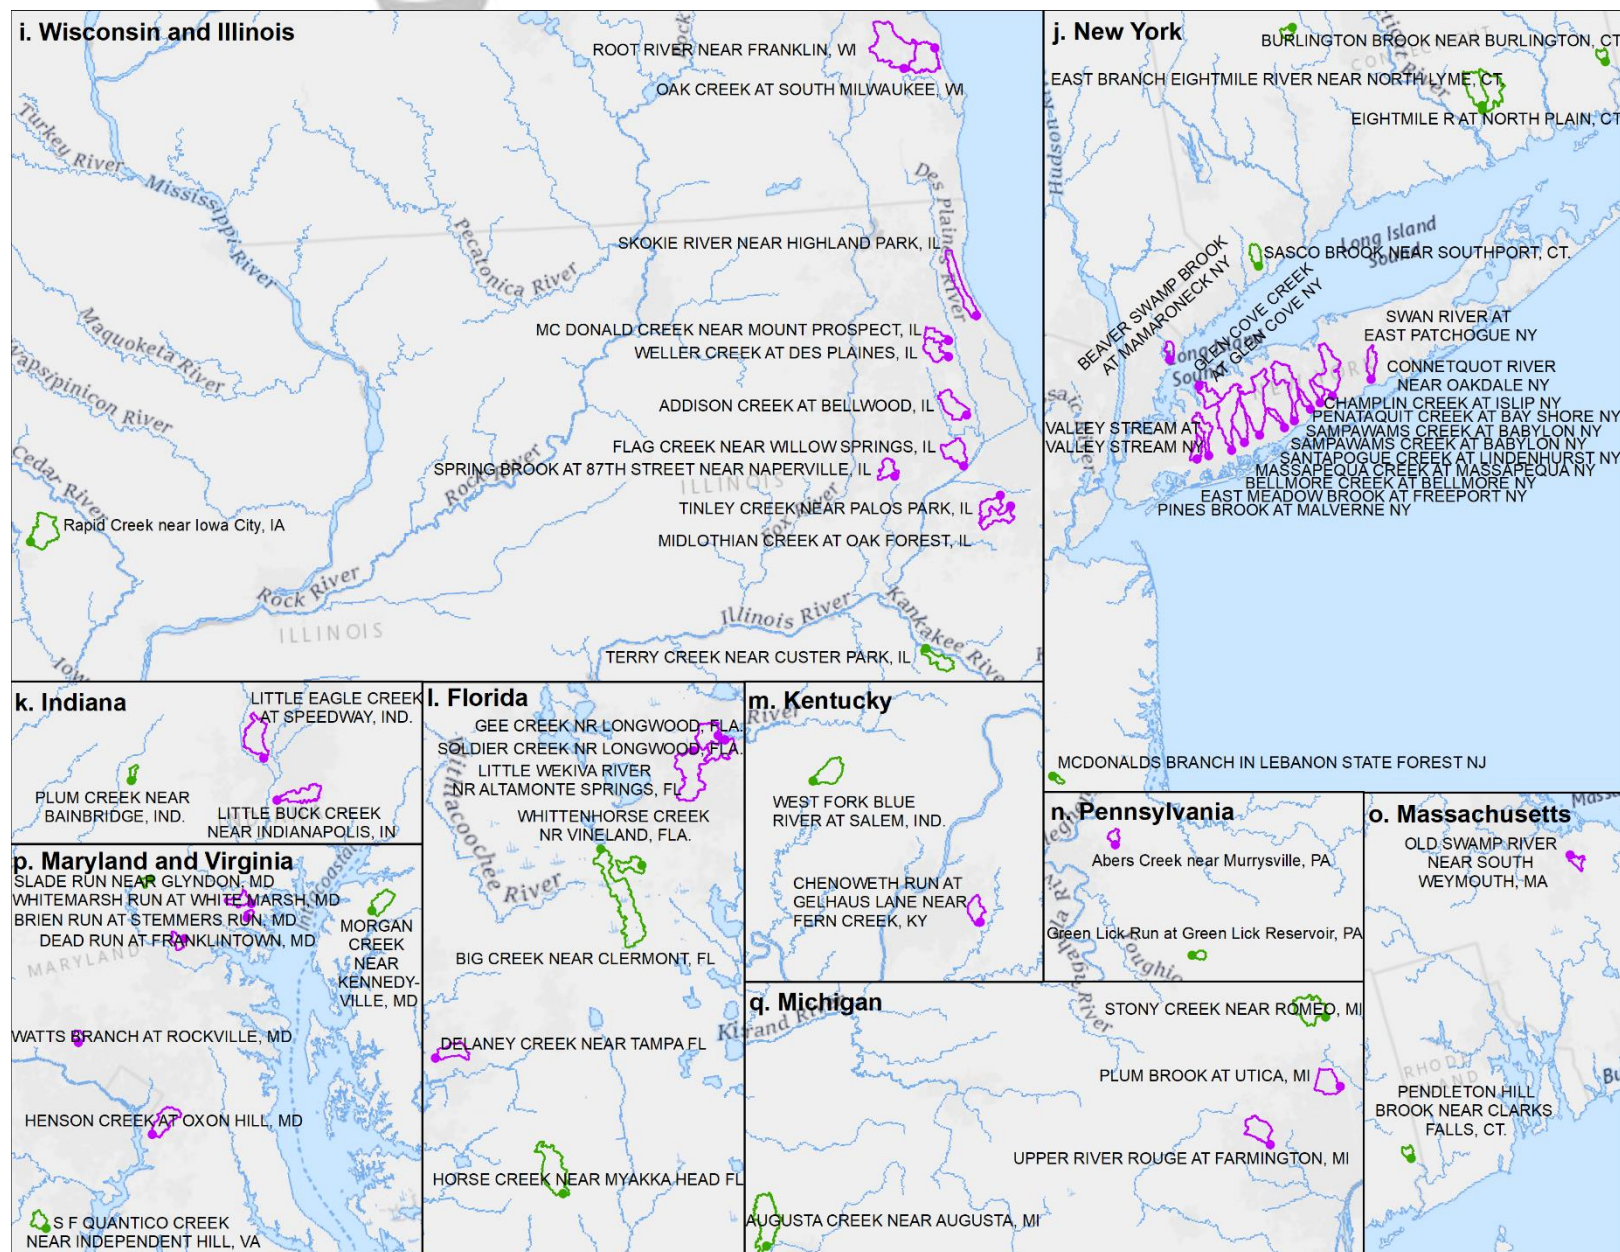 i. Wisconsin and Illinois
ROOT RIVER NEAR FRANKLIN, WI
OAK CREEK AT SOUTH MILWAUKEE, WI
Rock
Turkey River
Mississippi River
Pecatonica River
Des Plaines River
SKOKIE RIVER NEAR HIGHLAND PARK, IL
Maquoketa River
MC DONALD CREEK NEAR MOUNT PROSPECT, IL
WELLER CREEK AT DES PLAINES, IL
wapsipinicon River
ADDISON CREEK AT BELLWOOD, IL
FLAG CREEK NEAR WILLOW SPRINGS, IL
SPRING BROOK AT 87TH STREET NEAR NAPERVILLE, IL
Cedar River
Rock River
ILLINOIS
Fox River
TINLEY CREEK NEAR PALOS PARK, IL
Rapid Creek near Iowa City, IA
MIDLOTHIAN CREEK AT OAK FOREST, IL
Rock River
ILLINOIS
Illinois River
Kankakee Rive
TERRY CREEK NEAR CUSTER PARK, IL
Iow
K
j. New York
BURLINGTON BROOK NEAR BURLINGTON, CT
CONNECTICUT
cticut River
EAST BRANCH EIGHTMILE RIVER NEAR NORTH LYME, CT.
EIGHTMILE R AT NORTH PLAIN, CT
Hudson
Long Island
Sound
SASCO BROOK NEAR SOUTHPORT, CT.
BEAVER SWAMP BROOK
AT MAMARONECK NY
GLEN COVE CREEK
AT GLEN COVE NY
Long Island
Sound
SWAN RIVER AT
EAST PATCHOGUE NY
NEW YORK
CONNETQUOT RIVER
NEAR OAKDALE NY
CHAMPLIN CREEK AT ISLIP NY
PENATAQUIT CREEK AT BAY SHORE NY
VALLEY STREAM AT
VALLEY STREAM NY
SAMPAWAMS CREEK AT BABYLON NY
SAMPAWAMS CREEK AT BABYLON NY
SANTAPOGUE CREEK AT LINDENHURST NY
MASSAPEQUA CREEK AT MASSAPEQUA NY
BELLMORE CREEK AT BELLMORE NY
EAST MEADOW BROOK AT FREEPORT NY
PINES BROOK AT MALVERNE NY
MCDONALDS BRANCH IN LEBANON STATE FOREST NJ
k. Indiana
LITTLE EAGLE CREEK
AT SPEEDWAY, IND.
PLUM CREEK NEAR
BAINBRIDGE, IND.
LITTLE BUCK CREEK
NEAR INDIANAPOLIS, IN
l. Florida
GEE CREEK NR LONGWOOD, FLA.
SOLDIER CREEK NR LONGWOOD, FLA.
LITTLE WEKIVA RIVER
NR ALTAMONTE SPRINGS, FL
WHITTENHORSE CREEK
NR VINELAND, FLA.
Withlacoochee River
BIG CREEK NEAR CLERMONT, FL
DELANEY CREEK NEAR TAMPA FL
HORSE CREEK NEAR MYAKKA HEAD FL
m. Kentucky
River
WEST FORK BLUE
RIVER AT SALEM, IND.
CHENOWETH RUN AT
GELHAUS LANE NEAR
FERN CREEK, KY
n. Pennsylvania
Abers Creek near Murrysville, PA
Green Lick Run at Green Lick Reservoir, PA
Youghio
o. Massachusetts
Massa
OLD SWAMP RIVER
NEAR SOUTH
WEYMOUTH, MA
RHODE
ISLAND
Bu
PENDLETON HILL
BROOK NEAR CLARKS
FALLS, CT.
p. Maryland and Virginia
SLADE RUN NEAR GLYNDON, MD
WHITEMARSH RUN AT WHITE MARSH, MD
BRIEN RUN AT STEMMERS RUN, MD
DEAD RUN AT FRANKLINTOWN, MD
MARYLAND
Intracoastal
MORGAN
CREEK
NEAR
KENNEDY-
VILLE, MD
WATTS BRANCH AT ROCKVILLE, MD
HENSON CREEK AT OXON HILL, MD
S F QUANTICO CREEK
NEAR INDEPENDENT HILL, VA
q. Michigan
STONY CREEK NEAR ROMEO, MI
PLUM BROOK AT UTICA, MI
UPPER RIVER ROUGE AT FARMINGTON, MI
AUGUSTA CREEK NEAR AUGUSTA, MI